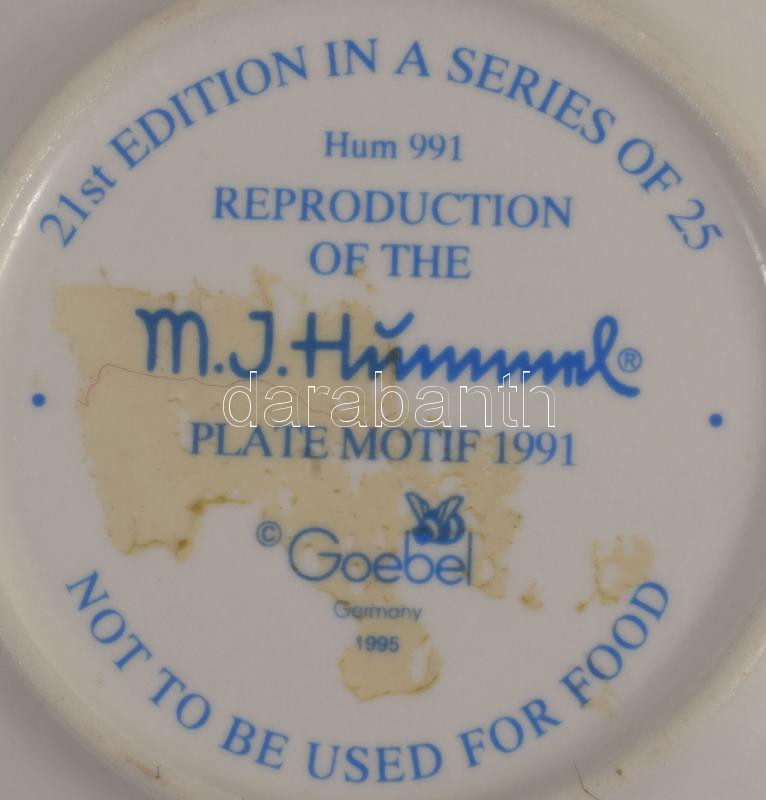 21st EDITION IN A SERIES OF 25
Hum 991
REPRODUCTION
OF THE
M.J. Hummel®
darabanth
PLATE MOTIF 1991
© Goebel
Germany
1995
NOT TO BE USED FOR FOOD